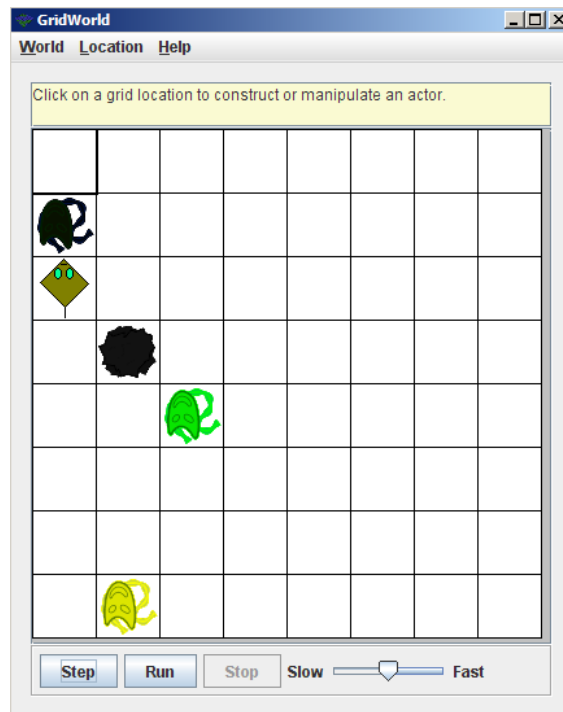 GridWorld
World Location Help
Click on a grid location to construct or manipulate an actor.
Step Run Stop Slow Fast